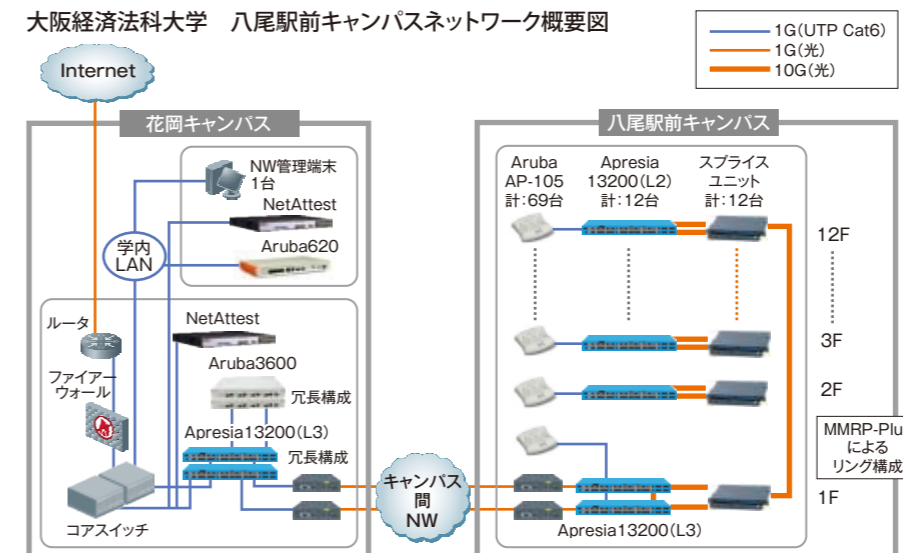 大阪経済法科大学　八尾駅前キャンパスネットワーク概要図
1G(UTP Cat6)
1G(光)
10G(光)
Internet
花岡キャンパス
NW管理端末
1台
NetAttest
Aruba620
学内
LAN
ルータ
NetAttest
Aruba3600
冗長構成
ファイアー
ウォール
Apresia13200(L3)
冗長構成
コアスイッチ
キャンパス
間
NW
八尾駅前キャンパス
Aruba
AP-105
計:69台
Apresia
13200(L2)
計:12台
スプライス
ユニット
計:12台
12F
3F
2F
MMRP-Plu
による
リング構成
1F
Apresia13200(L3)